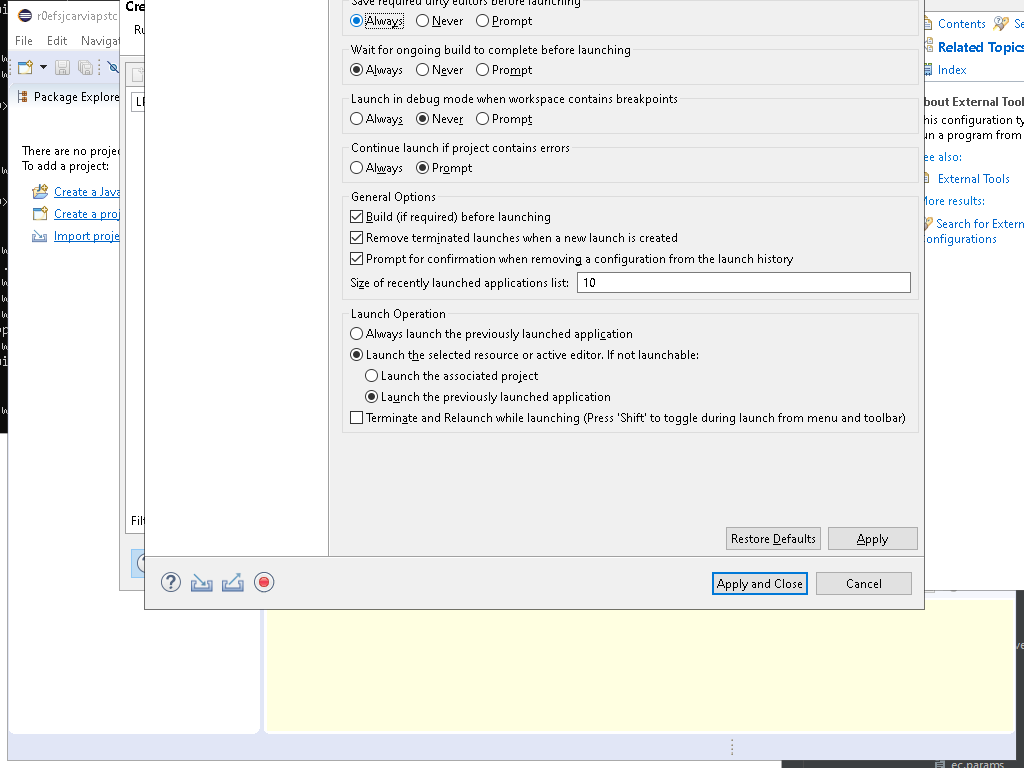 r0efsjcarviapstc
File Edit Navigat
Package Explore
There are no projec
To add a project:
Create a Java
Create a proj
Import proje
Cre
Ru
Filt
Save required dirty editors before launching
Always Never Prompt
Wait for ongoing build to complete before launching
Always Never Prompt
Launch in debug mode when workspace contains breakpoints
Always Never Prompt
Continue launch if project contains errors
Always Prompt
General Options
Build (if required) before launching
Remove terminated launches when a new launch is created
Prompt for confirmation when removing a configuration from the launch history
Size of recently launched applications list: 10
Launch Operation
Always launch the previously launched application
Launch the selected resource or active editor. If not launchable:
Launch the associated project
Launch the previously launched application
Terminate and Relaunch while launching (Press 'Shift' to toggle during launch from menu and toolbar)
Restore Defaults Apply
Apply and Close Cancel
Contents Se
Related Topics
Index
bout External Tool
his configuration ty
un a program from
ee also:
External Tools
More results:
Search for Extern
onfigurations
ec.params